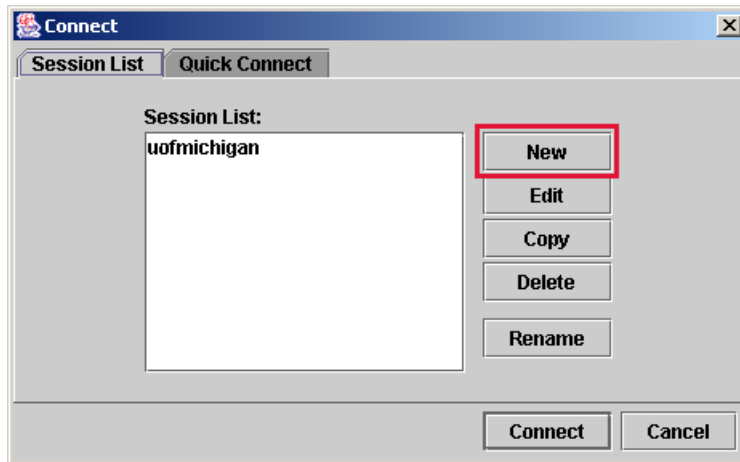 Connect
Session List Quick Connect
Session List:
uofmichigan
New
Edit
Copy
Delete
Rename
Connect Cancel